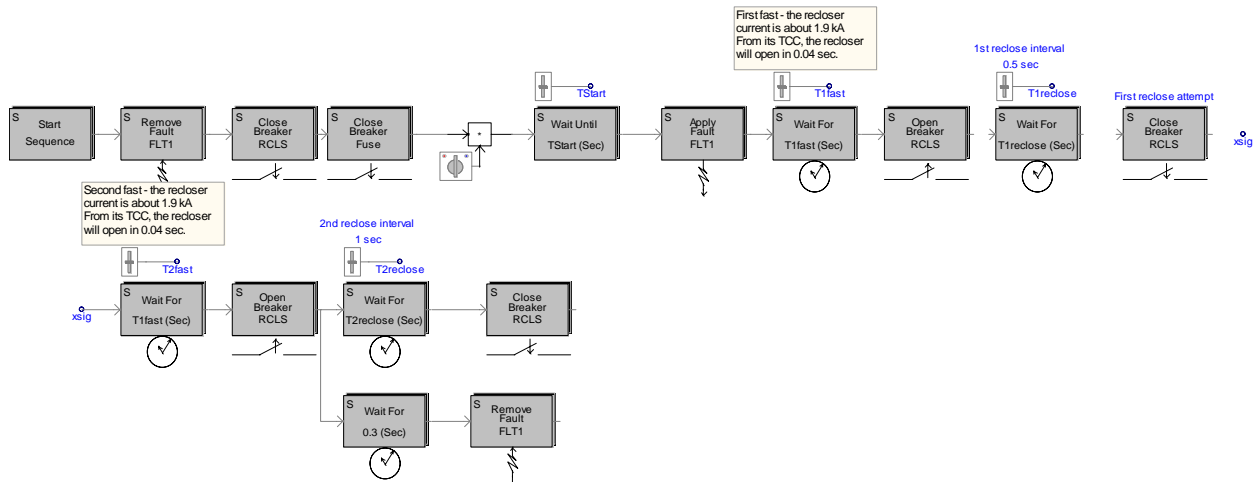 First fast - the recloser
current is about 1.9 kA
From its TCC, the recloser
will open in 0.04 sec.
1st reclose interval
0.5 sec
TStart
T1fast
T1reclose
First reclose attempt
S
Start
Sequence
S
Remove
Fault
FLT1
S
Close
Breaker
RCLS
S
Close
Breaker
Fuse
*
S
Wait Until
TStart (Sec)
S
Apply
Fault
FLT1
S
Wait For
T1fast (Sec)
S
Open
Breaker
RCLS
S
Wait For
T1reclose (Sec)
S
Close
Breaker
RCLS
xsig
Second fast - the recloser
current is about 1.9 kA
From its TCC, the recloser
will open in 0.04 sec.
2nd reclose interval
1 sec
T2fast
T2reclose
xsig
S
Wait For
T1fast (Sec)
S
Open
Breaker
RCLS
S
Wait For
T2reclose (Sec)
S
Close
Breaker
RCLS
S
Wait For
0.3 (Sec)
S
Remove
Fault
FLT1